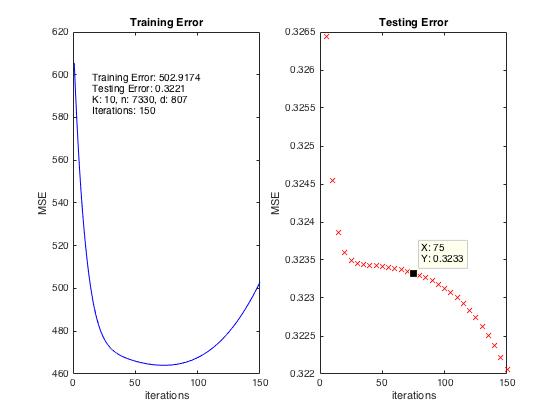 Training Error
Testing Error
620
600
580
560
540
520
500
480
460
MSE
Training Error: 502.9174
Testing Error: 0.3221
K: 10, n: 7330, d: 807
Iterations: 150
0 50 100 150
iterations
0.3265
0.326
0.3255
0.325
0.3245
0.324
0.3235
0.323
0.3225
0.322
MSE
X: 75
Y: 0.3233
0 50 100 150
iterations